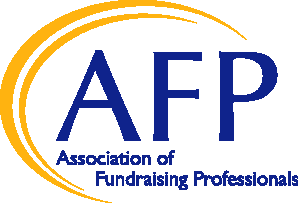 AFP
Association of
Fundraising Professionals